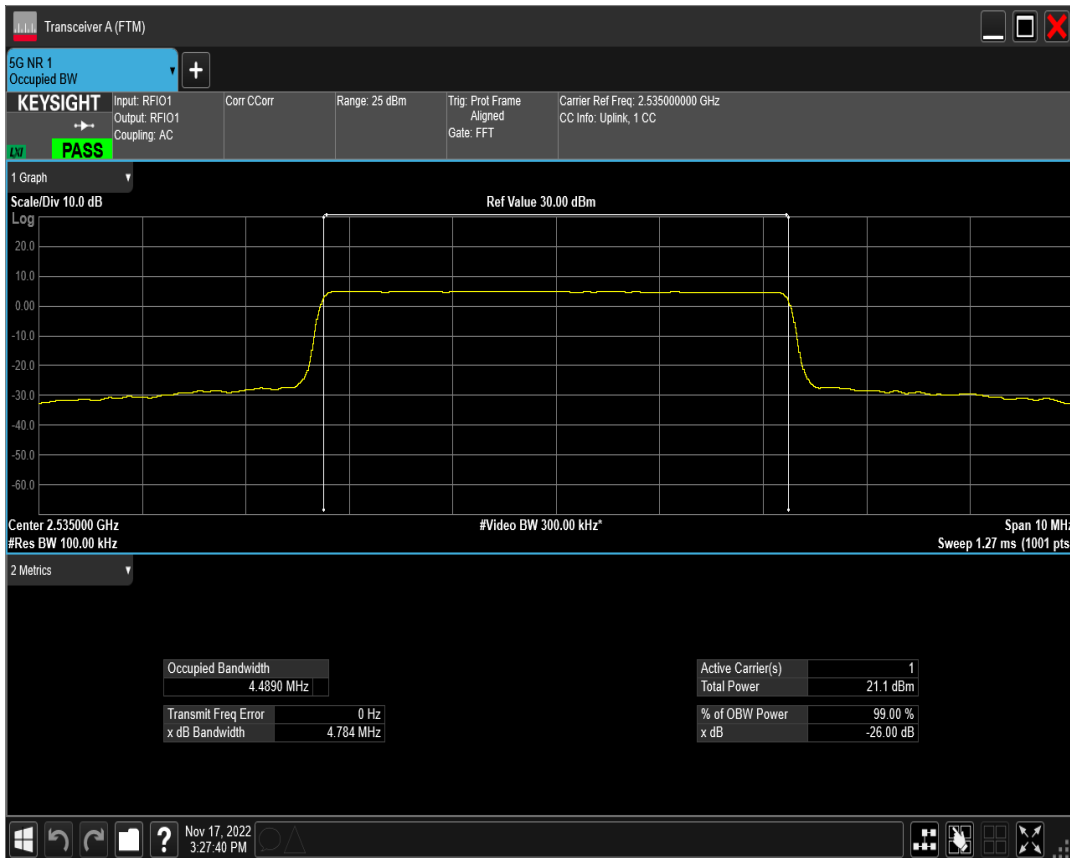 Transceiver A (FTM)
5G NR 1
Occupied BW
+
KEYSIGHT
LXI
PASS
Input: RFIO1
Output: RFIO1
Coupling: AC
Corr CCorr
Range: 25 dBm
Trig: Prot Frame
Aligned
Gate: FFT
Carrier Ref Freq: 2.535000000 GHz
CC Info: Uplink, 1 CC
1 Graph
Scale/Div 10.0 dB
Ref Value 30.00 dBm
Log
20.0
10.0
0.00
-10.0
-20.0
-30.0
-40.0
-50.0
-60.0
Center 2.535000 GHz
#Video BW 300.00 kHz*
Span 10 MHz
#Res BW 100.00 kHz
Sweep 1.27 ms (1001 pts
2 Metrics
Occupied Bandwidth
4.4890 MHz
Transmit Freq Error 0 Hz
x dB Bandwidth 4.784 MHz
Active Carrier(s) 1
Total Power 21.1 dBm
% of OBW Power 99.00 %
x dB -26.00 dB
?
Nov 17, 2022
3:27:40 PM